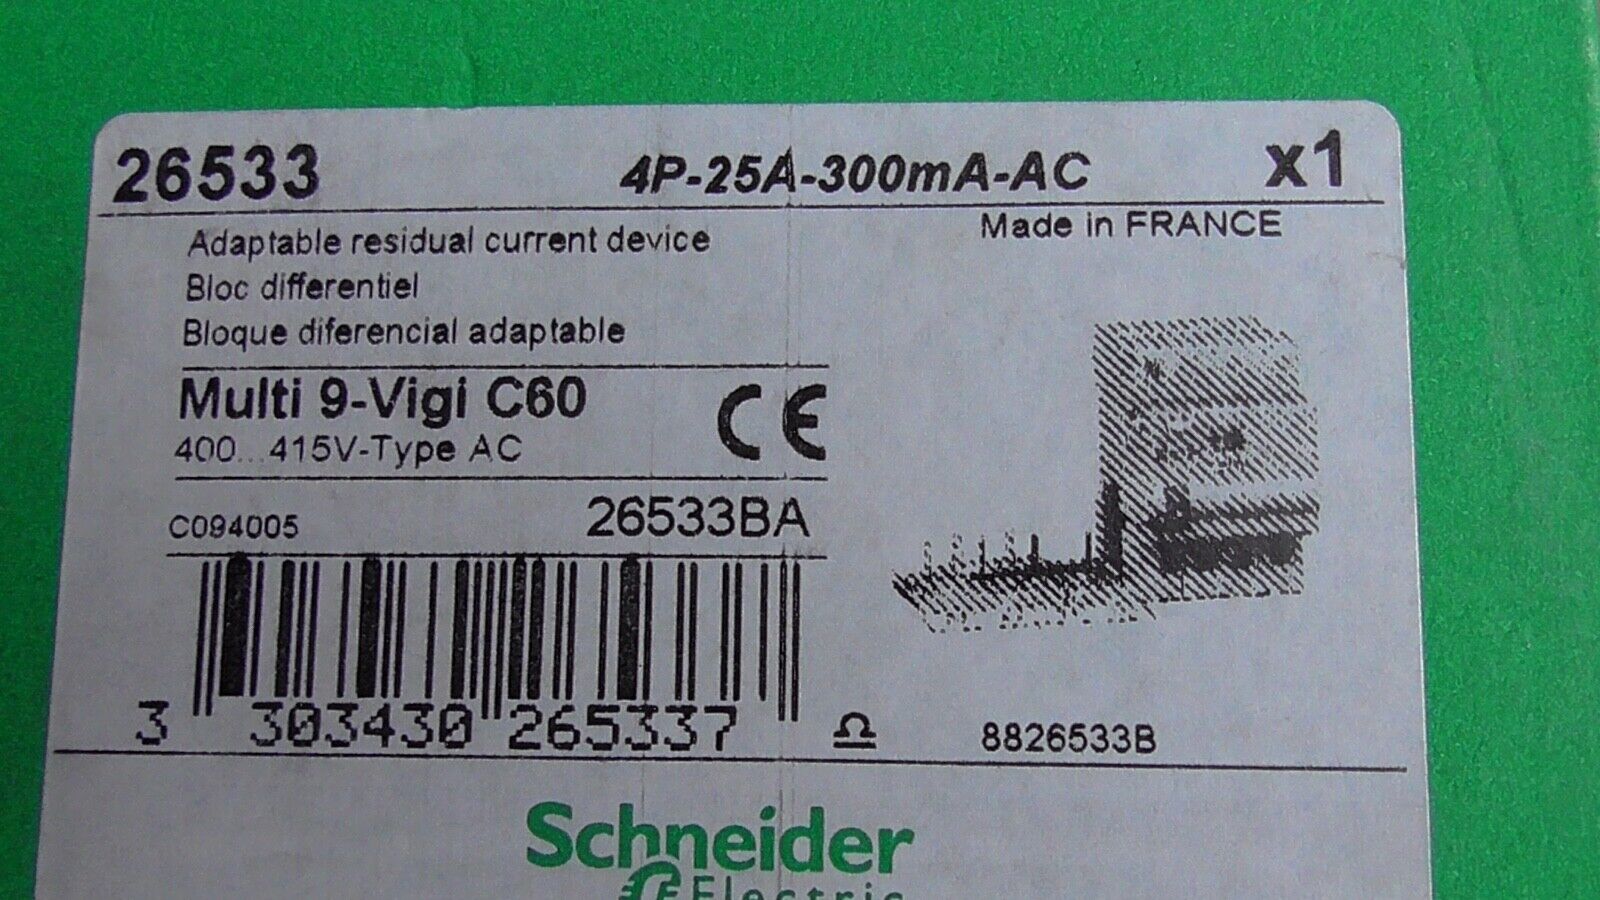 26533 4P-25A-300mA-AC x1
Made in FRANCE
Adaptable residual current device
Bloc differentiel
Bloque diferencial adaptable
Multi 9-Vigi C60 CE
400...415V-Type AC
C094005 26533BA
3 303430 265337 8826533B
Schneider
Electric